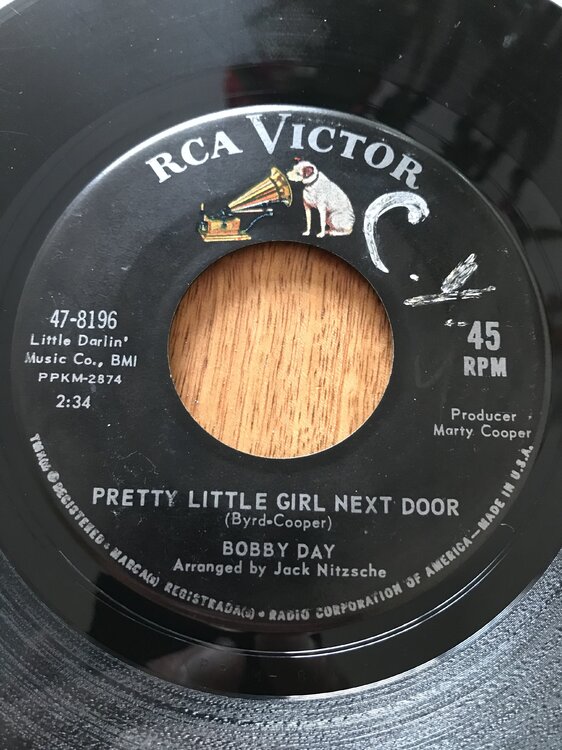 RCA VICTOR
47-8196
Little Darlin'
Music Co., BMI
PPKM-2874
2:34
45
RPM
Producer
Marty Cooper
PRETTY LITTLE GIRL NEXT DOOR
(Byrd-Cooper)
BOBBY DAY
Arranged by Jack Nitzsche
TMK(s) ® REGISTERED • MARCA(s) REGISTRADA(s) • RADIO CORPORATION OF AMERICA—MADE IN U.S.A.